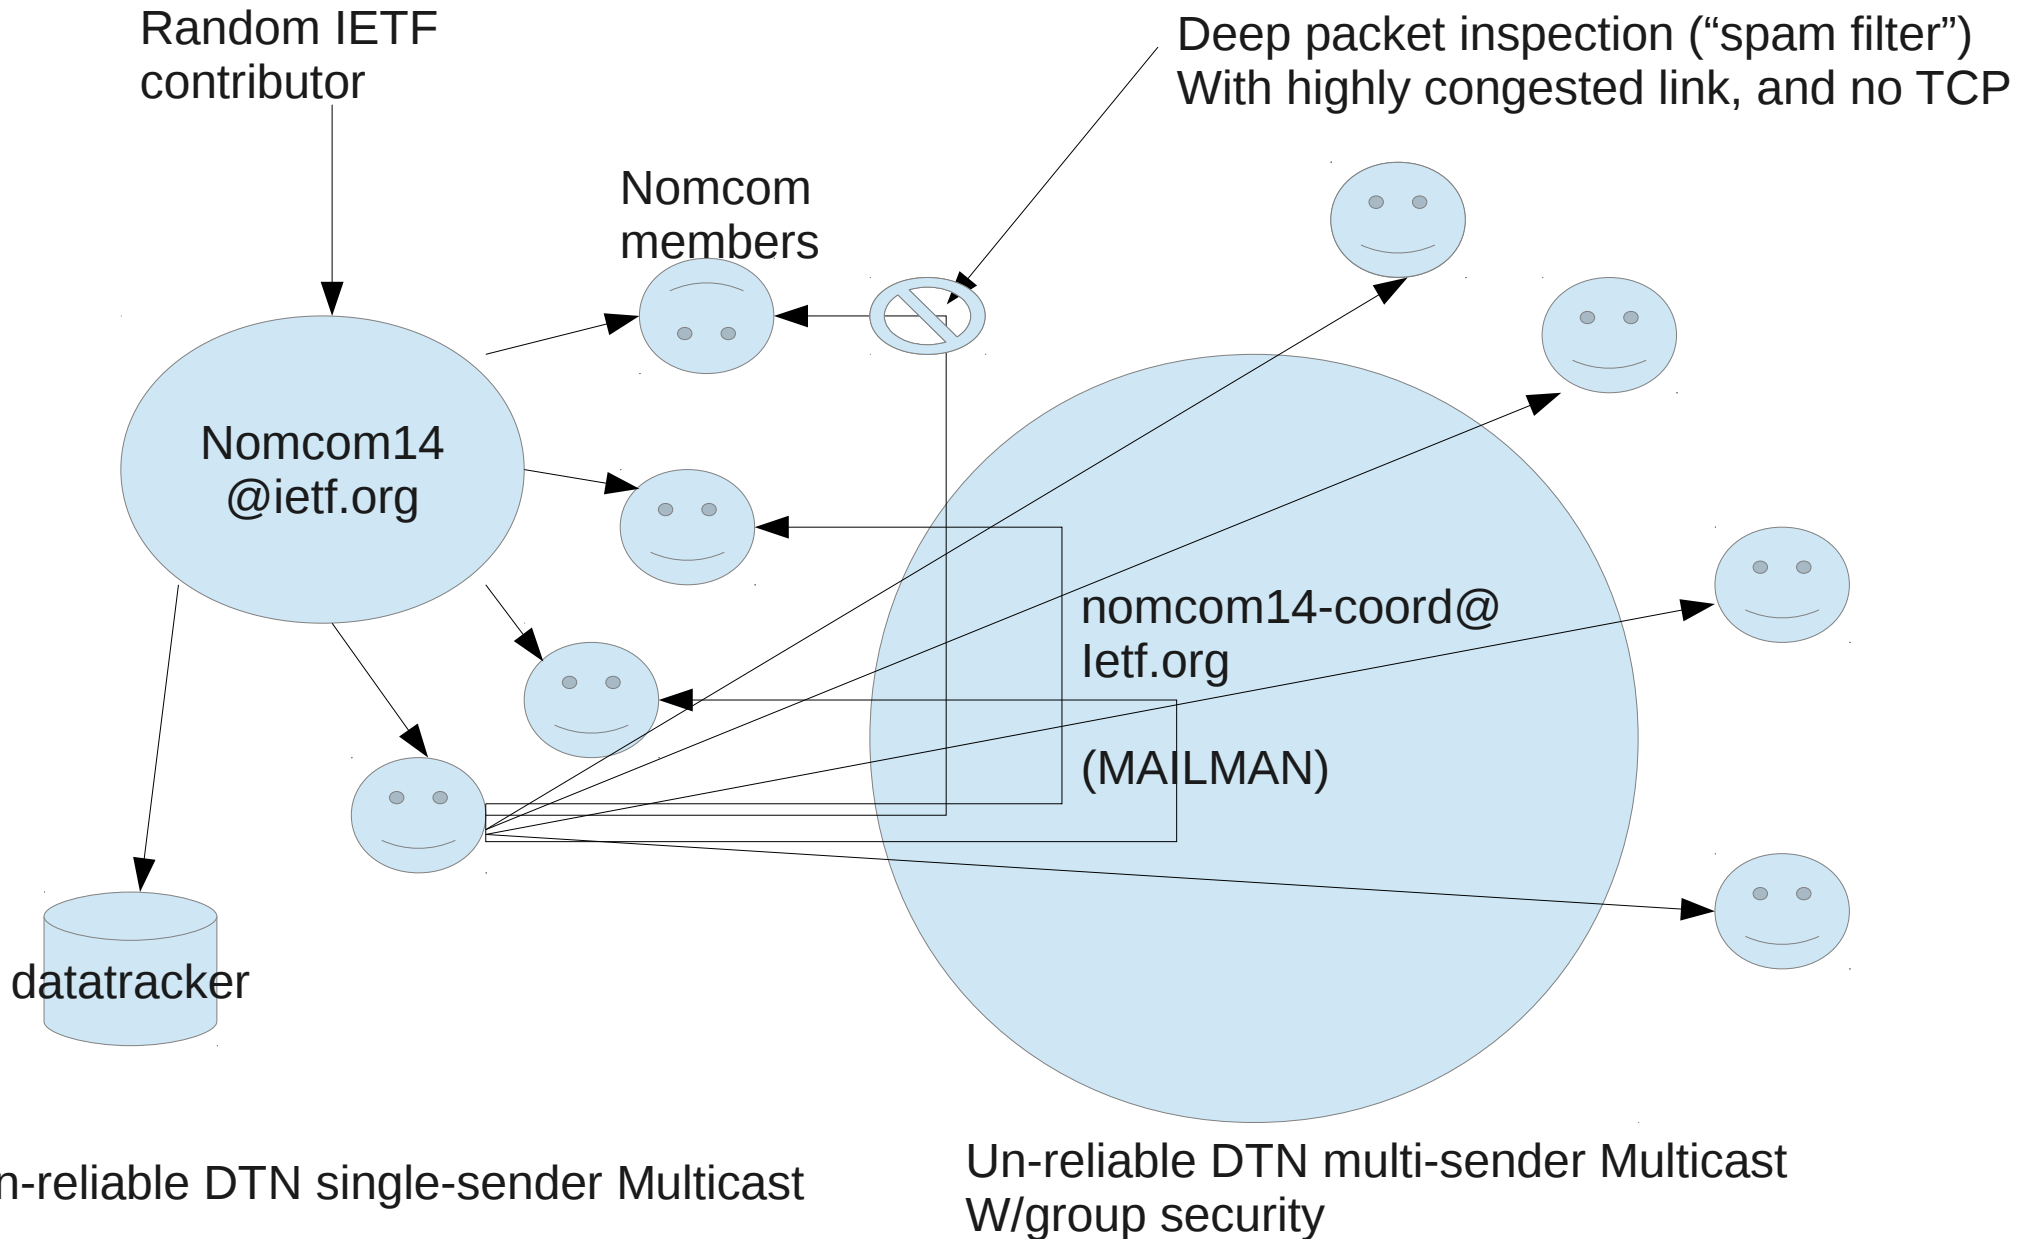 Random IETF
contributor
Deep packet inspection (“spam filter”)
With highly congested link, and no TCP
Nomcom
members
Nomcom14
@ietf.org
nomcom14-coord@
Ietf.org
(MAILMAN)
datatracker
n-reliable DTN single-sender Multicast
Un-reliable DTN multi-sender Multicast
W/group security